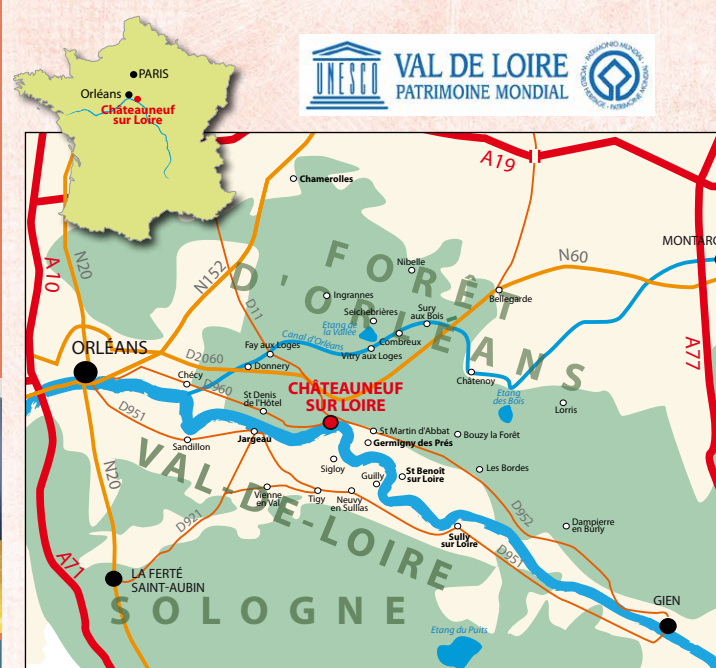 PARIS
Orléans
Châteauneuf
sur Loire
UNESCO
VAL DE LOIRE
PATRIMOINE MONDIAL
PATRIMONIO MUNDIAL
WORLD HERITAGE
PATRIMOINE MONDIAL
A19
Chamerolles
A10
N20
N152
D11
FORÊT
D'ORLÉANS
Nibelle
N60
MONTARG
Ingrannes
Bellegarde
Seichebrières
Sury
aux Bois
Etang de
la Vallée
Canal d'Orléans
Combreux
Fay aux Loges
Vitry aux Loges
A77
ORLÉANS
D2060
Donnery
Chécy
D960
Châtenoy
CHÂTEAUNEUF
SUR LOIRE
St Denis
de l'Hôtel
Etang
des Bois
Lorris
D951
Jargeau
Sandillon
St Martin d'Abbat
Germigny des Prés
Bouzy la Forêt
VAL-DE-LOIRE
Sigloy
Guilly
St Benoit
sur Loire
Les Bordes
N20
Vienne
en Val
Tigy
Neuvy
en Sullias
D921
D952
Sully
sur Loire
Dampierre
en Burly
D951
A71
LA FERTÉ
SAINT-AUBIN
SOLOGNE
GIEN
Etang du Puits